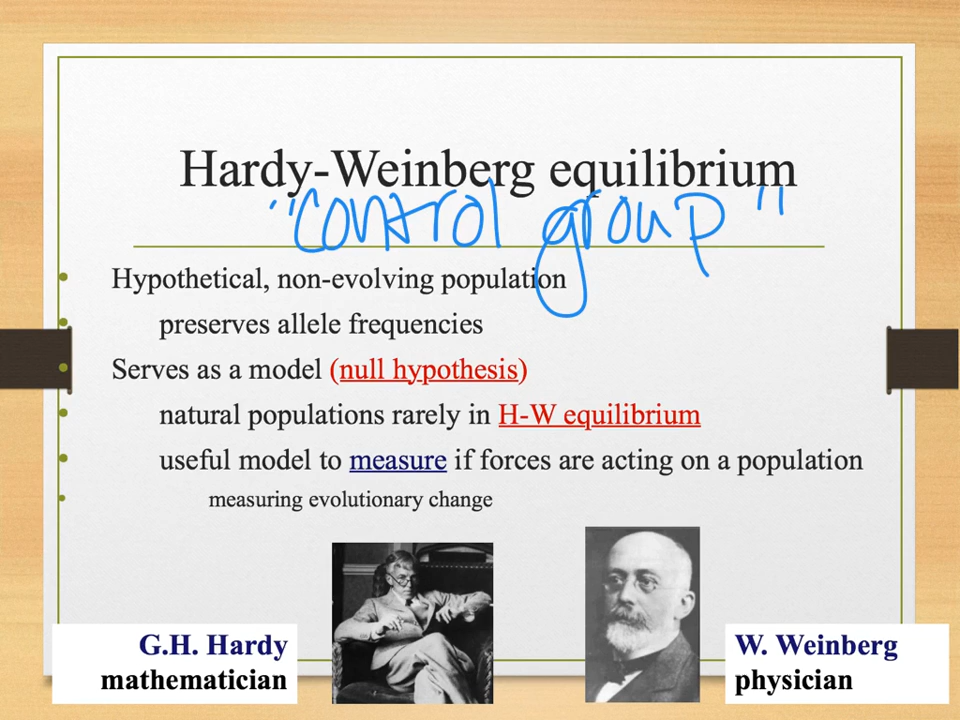 Hardy-Weinberg equilibrium
"control group"
Hypothetical, non-evolving population
preserves allele frequencies
Serves as a model (null hypothesis)
natural populations rarely in H-W equilibrium
useful model to measure if forces are acting on a population
measuring evolutionary change
G.H. Hardy
mathematician
W. Weinberg
physician